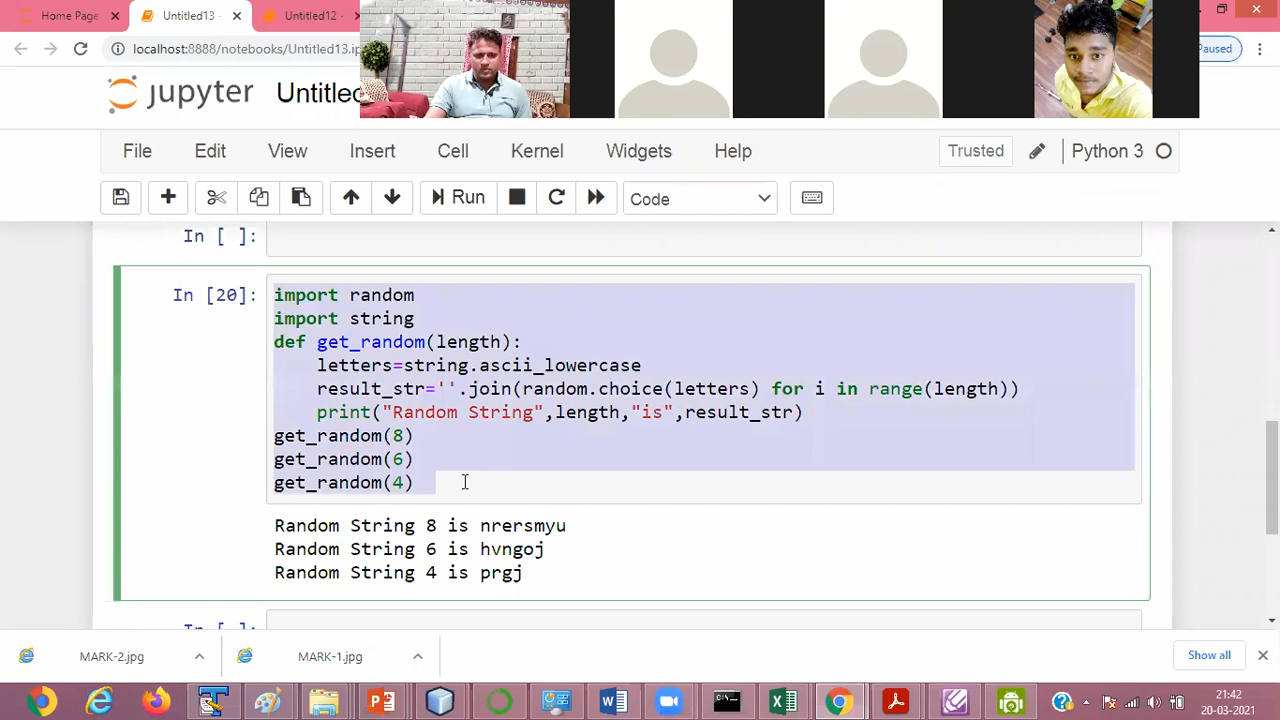 Home Page
Untitled13 -
Untitled12 -
localhost:8888/notebooks/Untitled13.ip
Paused
jupyter
Untitled
File Edit View Insert Cell Kernel Widgets Help
Trusted
Python 3
Run
Code
In [ ]:
In [20]:
import random
import string
def get_random(length):
    letters=string.ascii_lowercase
    result_str=''.join(random.choice(letters) for i in range(length))
    print("Random String",length,"is",result_str)
get_random(8)
get_random(6)
get_random(4)
Random String 8 is nrersmyu
Random String 6 is hvngoj
Random String 4 is prgj
In [ ]:
MARK-2.jpg
MARK-1.jpg
Show all
21:42
20-03-2021